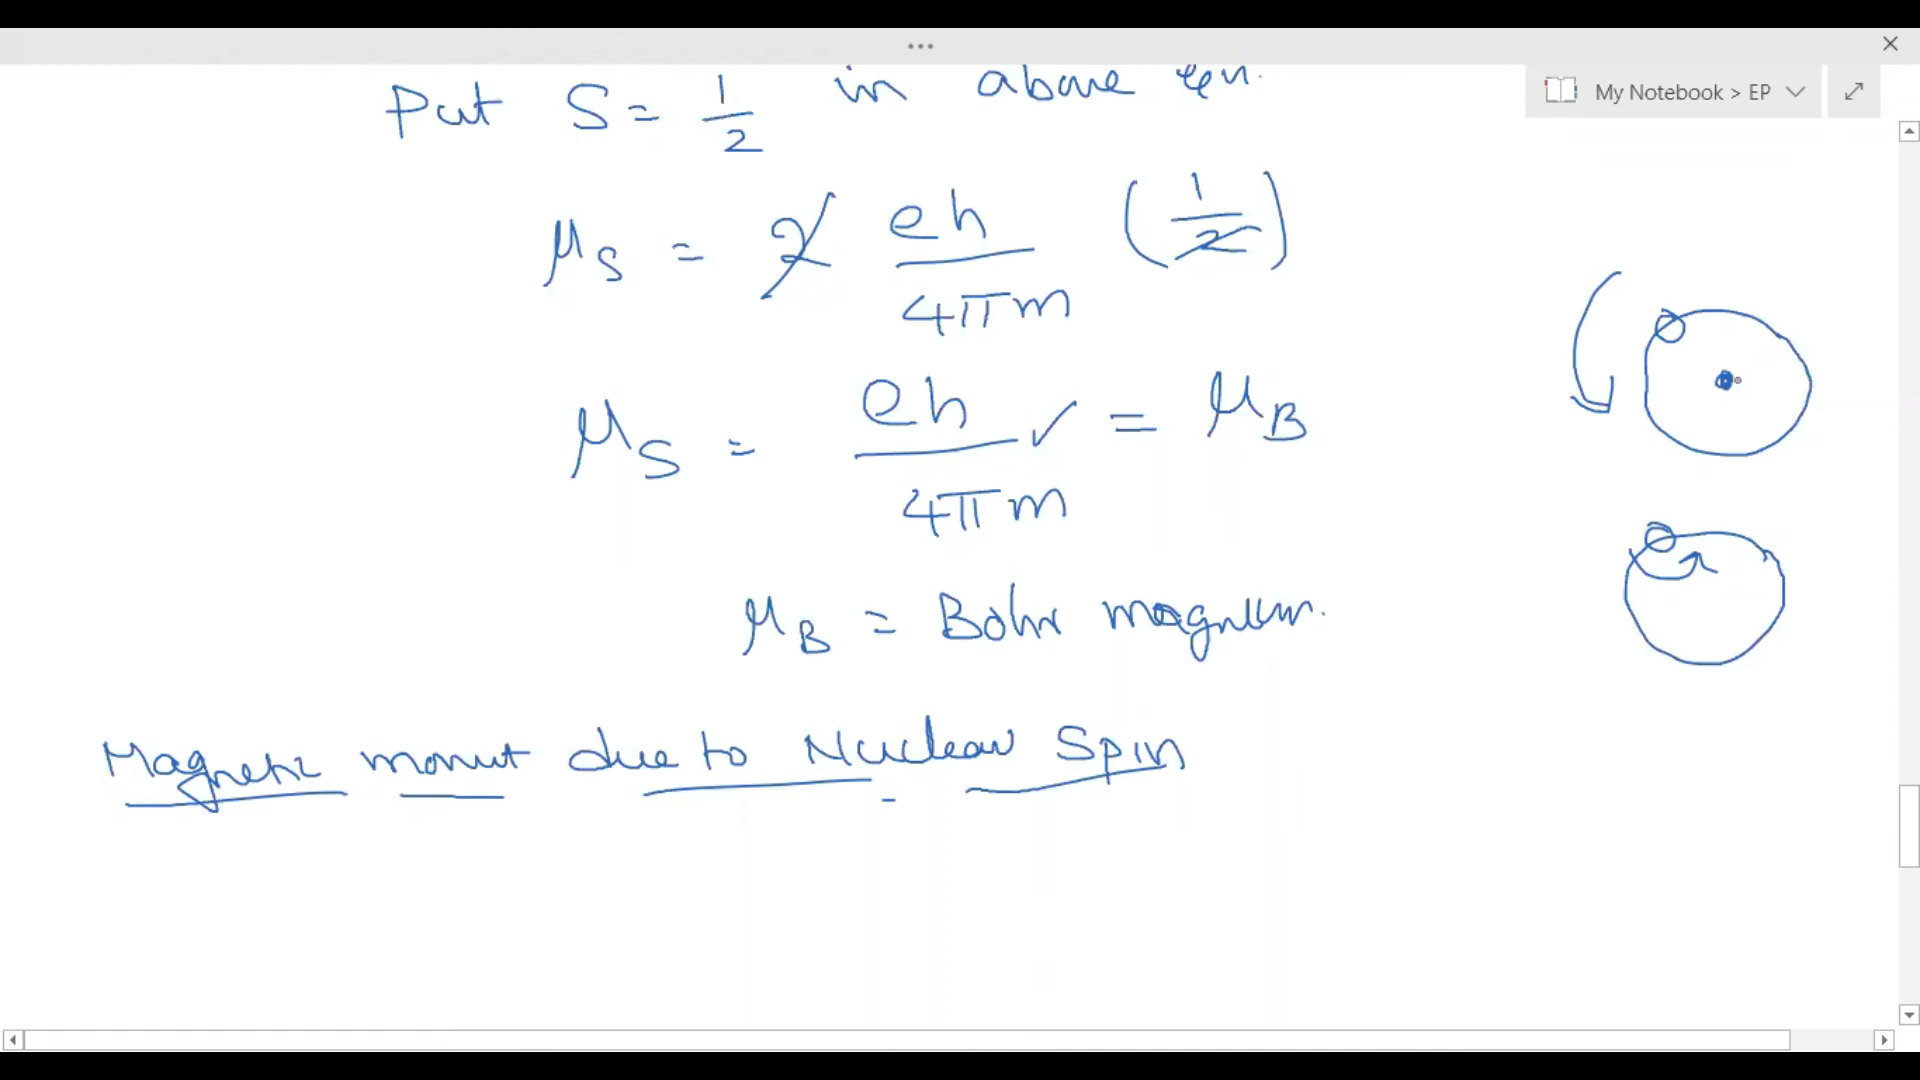 My Notebook > EP
Put S = 1/2 in above eqn.
μS = 2 eh/4πm (1/2)
μS = eh/4πm ✓ = μB
μB = Bohr magneton.
Magnetic moment due to Nuclear Spin